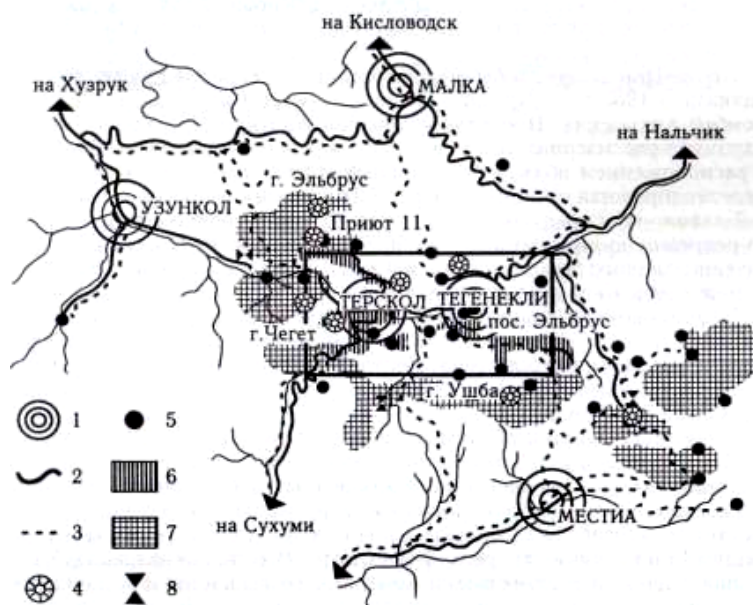 на Кисловодск
на Хузрук
МАЛКА
на Нальчик
г. Эльбрус
УЗУНКОЛ
Приют 11
ТЕРСКОЛ
ТЕГЕНЕКЛИ
пос. Эльбрус
г.Чегет
г. Ушба
1 5
2 6
3 7
4 8
на Сухуми
МЕСТИА